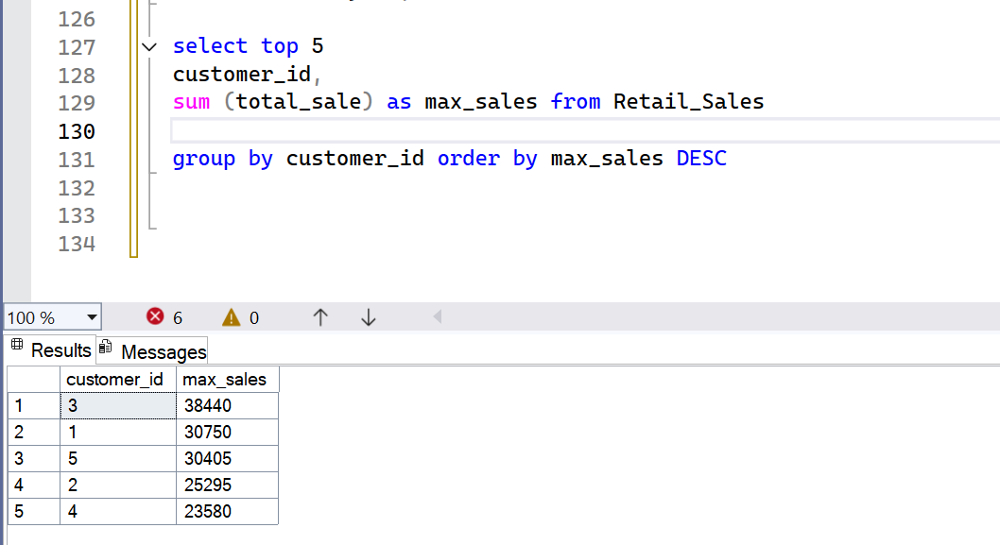 126
127 select top 5
128 customer_id,
129 sum (total_sale) as max_sales from Retail_Sales
130
131 group by customer_id order by max_sales DESC
132
133
134
100 % 6 0
Results Messages
customer_id max_sales
1 3 38440
2 1 30750
3 5 30405
4 2 25295
5 4 23580